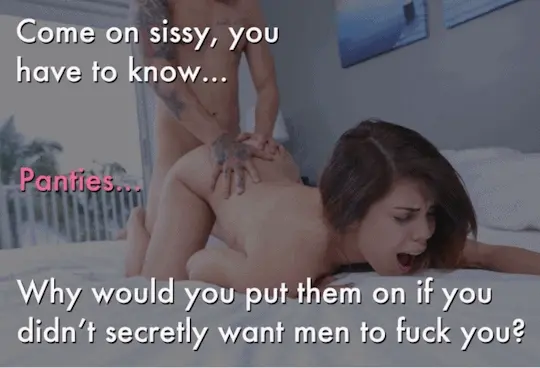 Come on sissy, you
have to know...
Panties...
Why would you put them on if you
didn't secretly want men to fuck you?